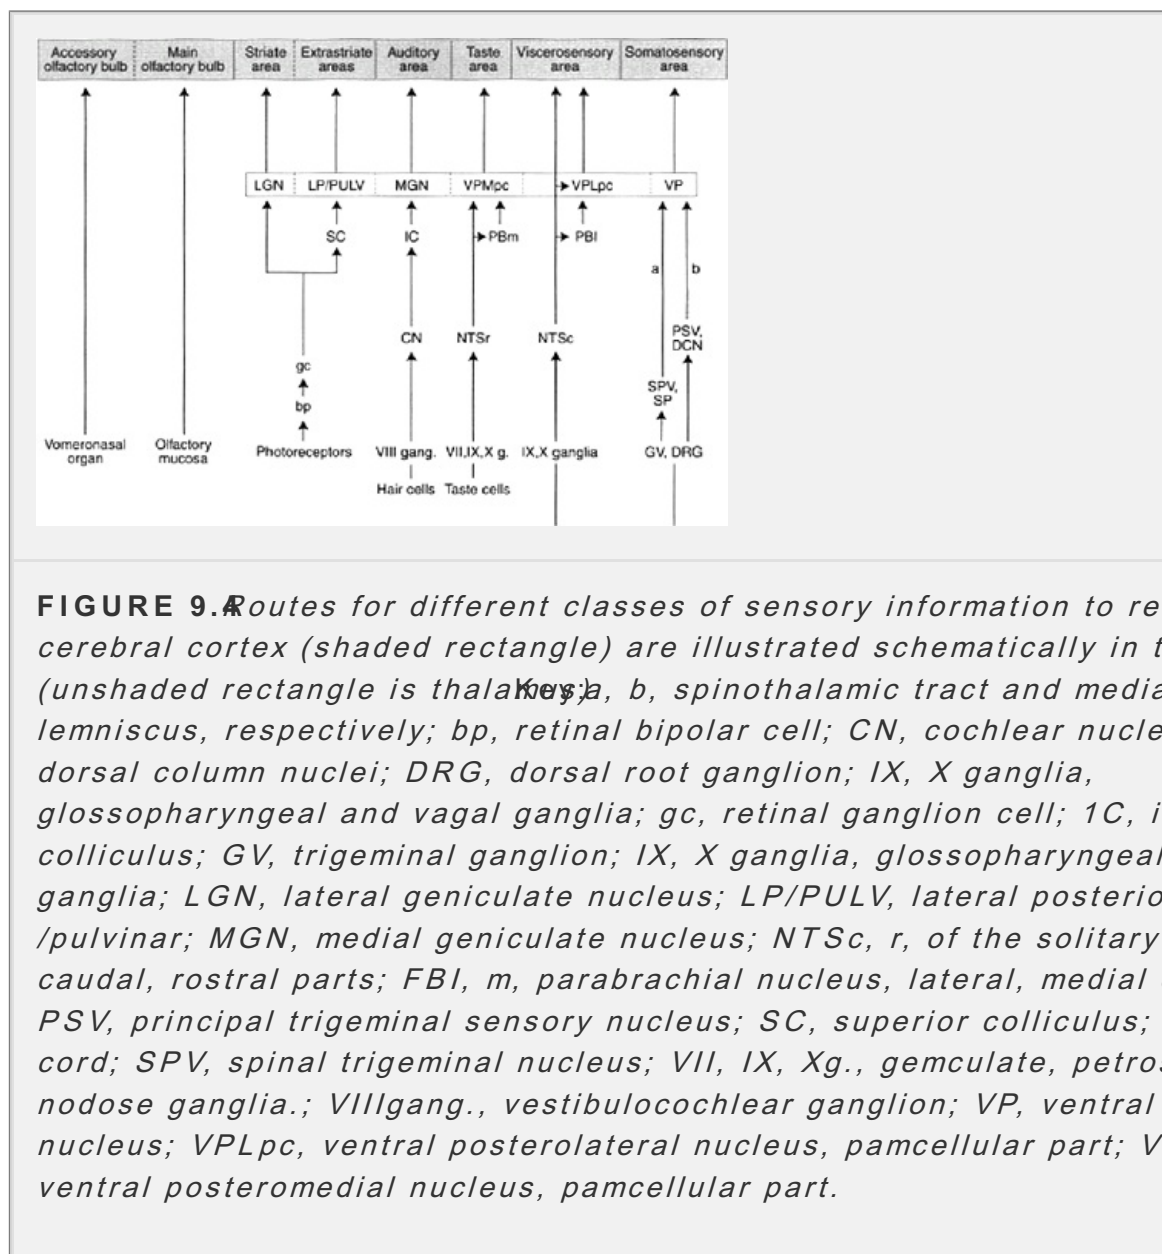 Accessory Main Striate Extrastriate Auditory Taste Viscerosensory Somatosensory
olfactory bulb olfactory bulb area areas area area area area
LGN LP/PULV MGN VPMpc VPLpc VP
SC IC PBm PBl
a b
CN NTSr NTSc PSV,
DCN
gc
SPV,
SP
bp
Vomeronasal Olfactory Photoreceptors VIII gang. VII,IX,X g. IX,X ganglia GV, DRG
organ mucosa
Hair cells Taste cells
FIGURE 9.4 Routes for different classes of sensory information to re
cerebral cortex (shaded rectangle) are illustrated schematically in t
(unshaded rectangle is thalamus). Key: a, b, spinothalamic tract and media
lemniscus, respectively; bp, retinal bipolar cell; CN, cochlear nucle
dorsal column nuclei; DRG, dorsal root ganglion; IX, X ganglia,
glossopharyngeal and vagal ganglia; gc, retinal ganglion cell; 1C, i
colliculus; GV, trigeminal ganglion; IX, X ganglia, glossopharyngeal
ganglia; LGN, lateral geniculate nucleus; LP/PULV, lateral posterio
/pulvinar; MGN, medial geniculate nucleus; NTSc, r, of the solitary
caudal, rostral parts; FBI, m, parabrachial nucleus, lateral, medial
PSV, principal trigeminal sensory nucleus; SC, superior colliculus;
cord; SPV, spinal trigeminal nucleus; VII, IX, Xg., gemculate, petros
nodose ganglia.; VIIIgang., vestibulocochlear ganglion; VP, ventral
nucleus; VPLpc, ventral posterolateral nucleus, pamcellular part; V
ventral posteromedial nucleus, pamcellular part.